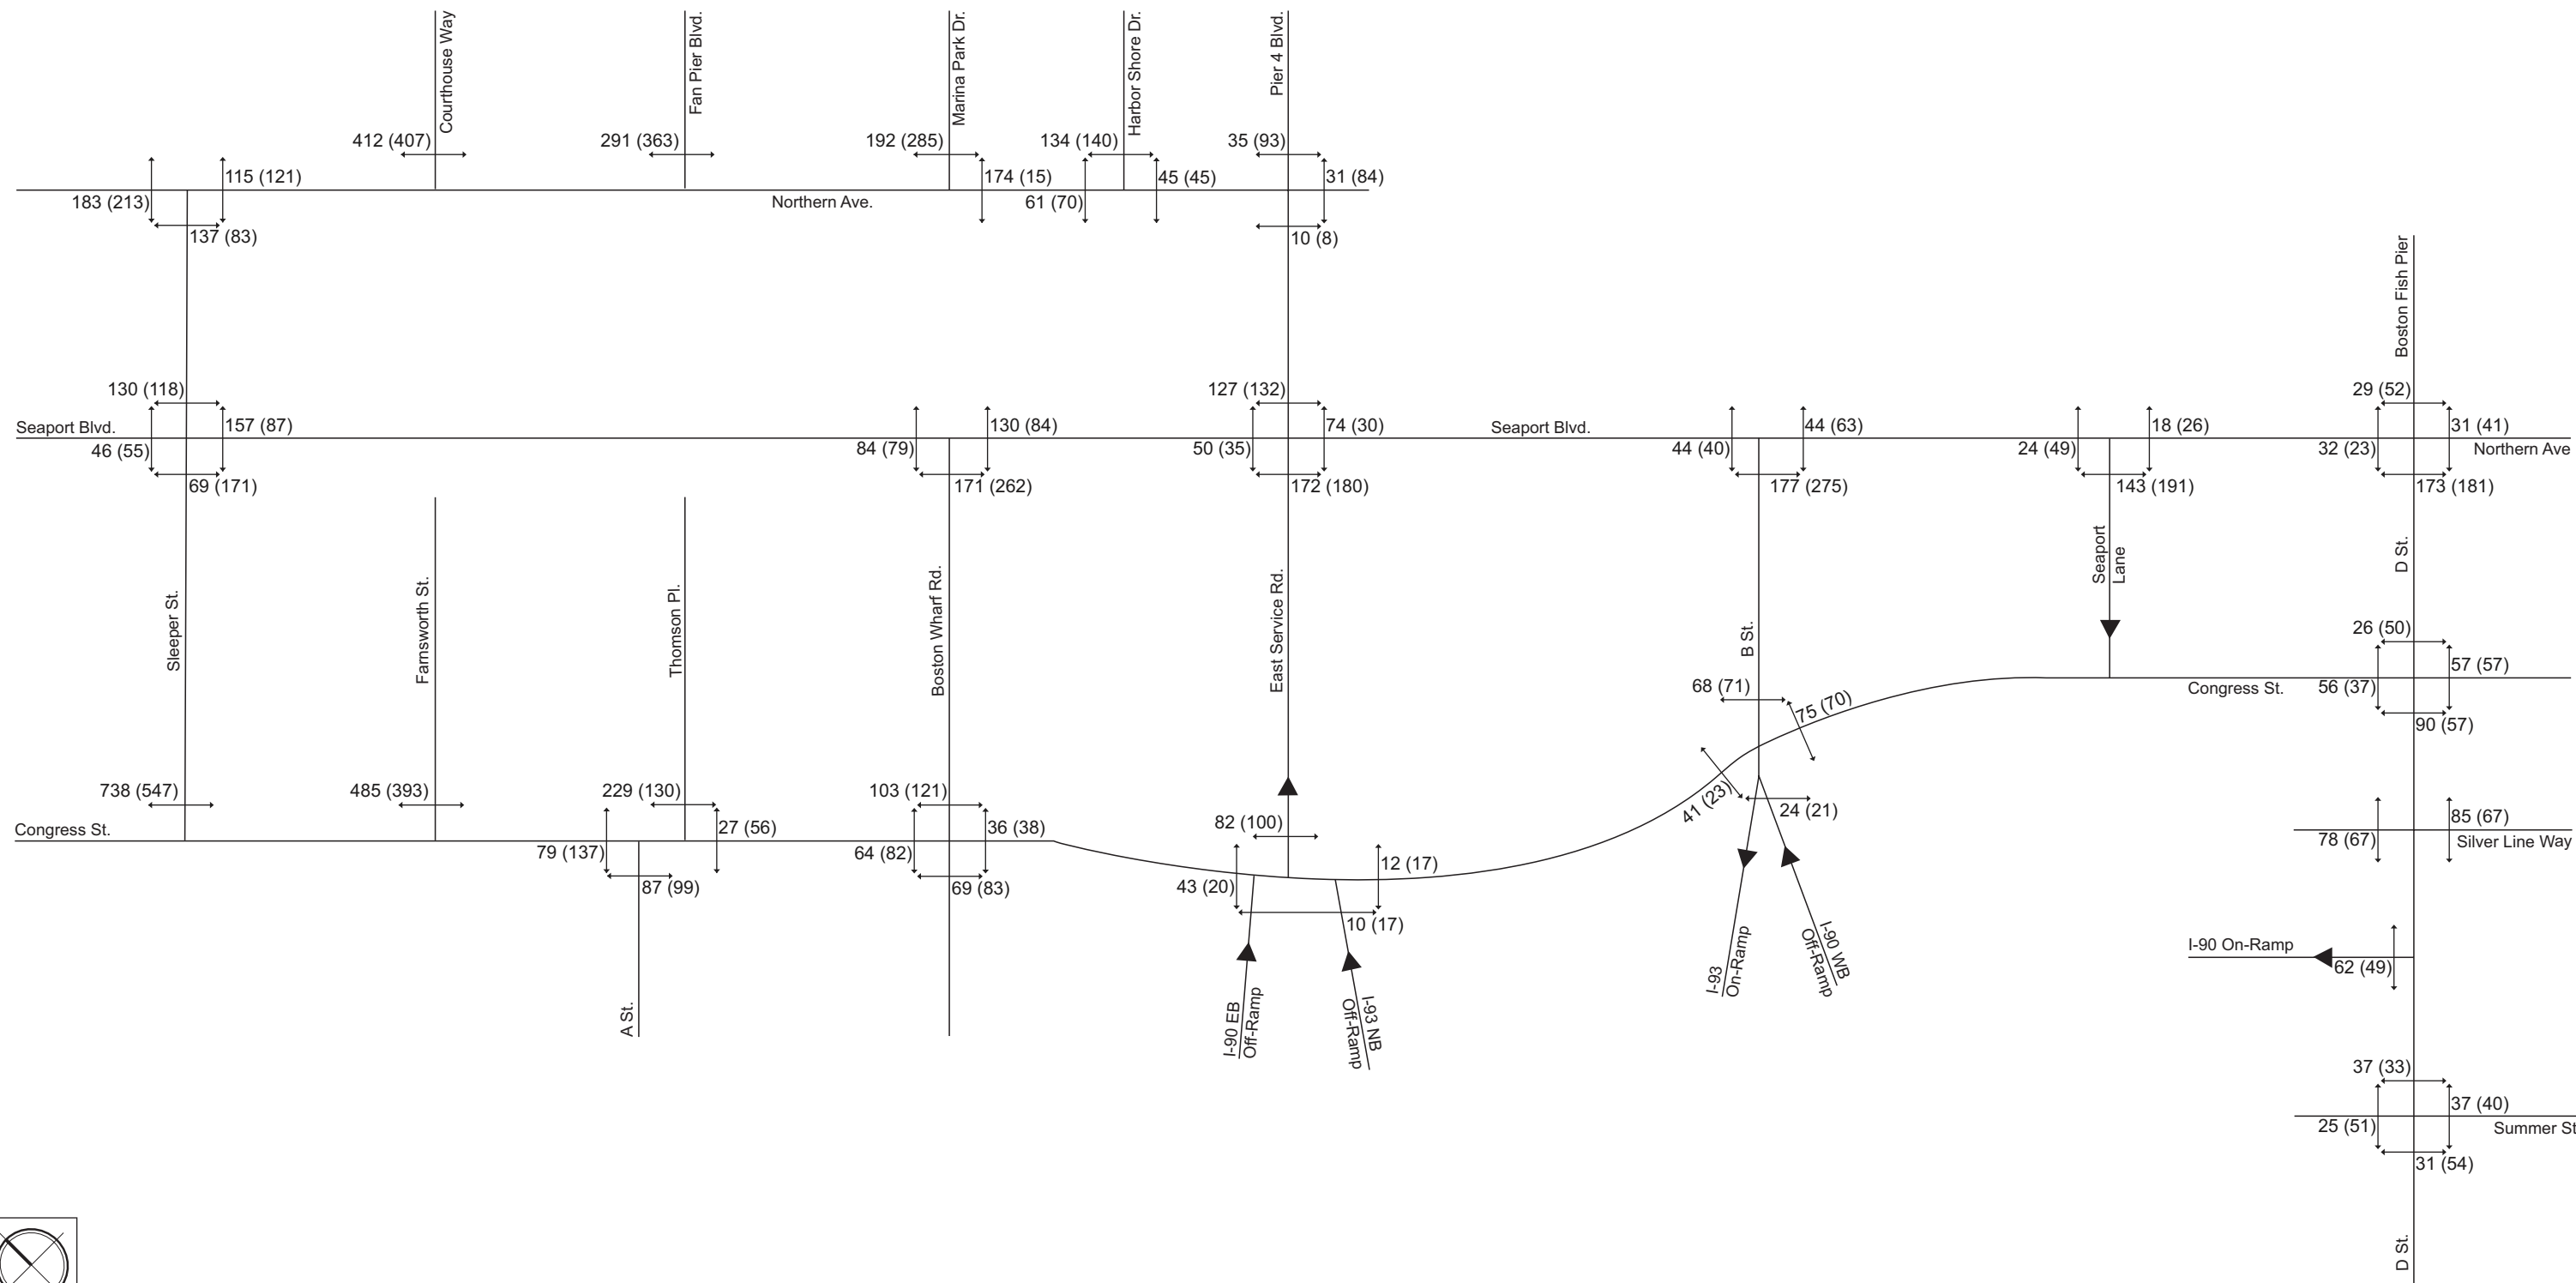 Courthouse Way
Fan Pier Blvd.
Marina Park Dr.
Harbor Shore Dr.
Pier 4 Blvd.
412 (407)
291 (363)
192 (285)
134 (140)
35 (93)
115 (121)
174 (15)
45 (45)
31 (84)
183 (213)
Northern Ave.
61 (70)
137 (83)
10 (8)
Boston Fish Pier
130 (118)
127 (132)
29 (52)
Seaport Blvd.
157 (87)
130 (84)
74 (30)
Seaport Blvd.
44 (63)
18 (26)
31 (41)
46 (55)
84 (79)
50 (35)
44 (40)
24 (49)
32 (23)
Northern Ave
69 (171)
171 (262)
172 (180)
177 (275)
143 (191)
173 (181)
Sleeper St.
Farnsworth St.
Thomson Pl.
Boston Wharf Rd.
East Service Rd.
B St.
Seaport
Lane
D St.
26 (50)
57 (57)
68 (71)
75 (70)
Congress St.
56 (37)
90 (57)
738 (547)
485 (393)
229 (130)
103 (121)
41 (23)
24 (21)
Congress St.
27 (56)
36 (38)
82 (100)
85 (67)
79 (137)
64 (82)
12 (17)
78 (67)
Silver Line Way
87 (99)
69 (83)
43 (20)
10 (17)
A St.
I-90 EB
Off-Ramp
I-93 NB
Off-Ramp
I-93
On-Ramp
I-90 WB
Off-Ramp
I-90 On-Ramp
62 (49)
37 (33)
37 (40)
25 (51)
Summer St
31 (54)
D St.